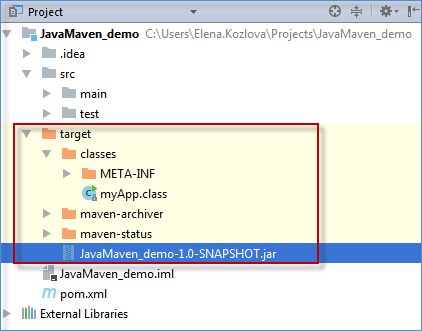 Project
JavaMaven_demo C:\Users\Elena.Kozlova\Projects\JavaMaven_demo
.idea
src
main
test
target
classes
META-INF
myApp.class
maven-archiver
maven-status
JavaMaven_demo-1.0-SNAPSHOT.jar
JavaMaven_demo.iml
pom.xml
External Libraries